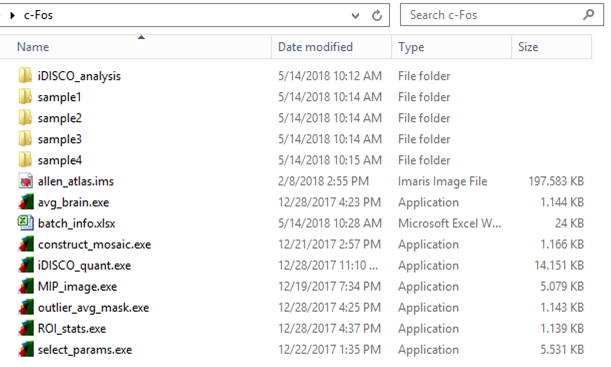 c-Fos Search c-Fos
Name Date modified Type Size
iDISCO_analysis 5/14/2018 10:12 AM File folder
sample1 5/14/2018 10:14 AM File folder
sample2 5/14/2018 10:14 AM File folder
sample3 5/14/2018 10:14 AM File folder
sample4 5/14/2018 10:15 AM File folder
allen_atlas.ims 2/8/2018 2:55 PM Imaris Image File 197.583 KB
avg_brain.exe 12/28/2017 4:23 PM Application 1.144 KB
batch_info.xlsx 5/14/2018 10:28 AM Microsoft Excel W... 24 KB
construct_mosaic.exe 12/21/2017 2:57 PM Application 1.166 KB
iDISCO_quant.exe 12/28/2017 11:10 ... Application 14.151 KB
MIP_image.exe 12/19/2017 7:34 PM Application 5.079 KB
outlier_avg_mask.exe 12/28/2017 4:25 PM Application 1.143 KB
ROI_stats.exe 12/28/2017 4:37 PM Application 1.139 KB
select_params.exe 12/22/2017 1:35 PM Application 5.531 KB